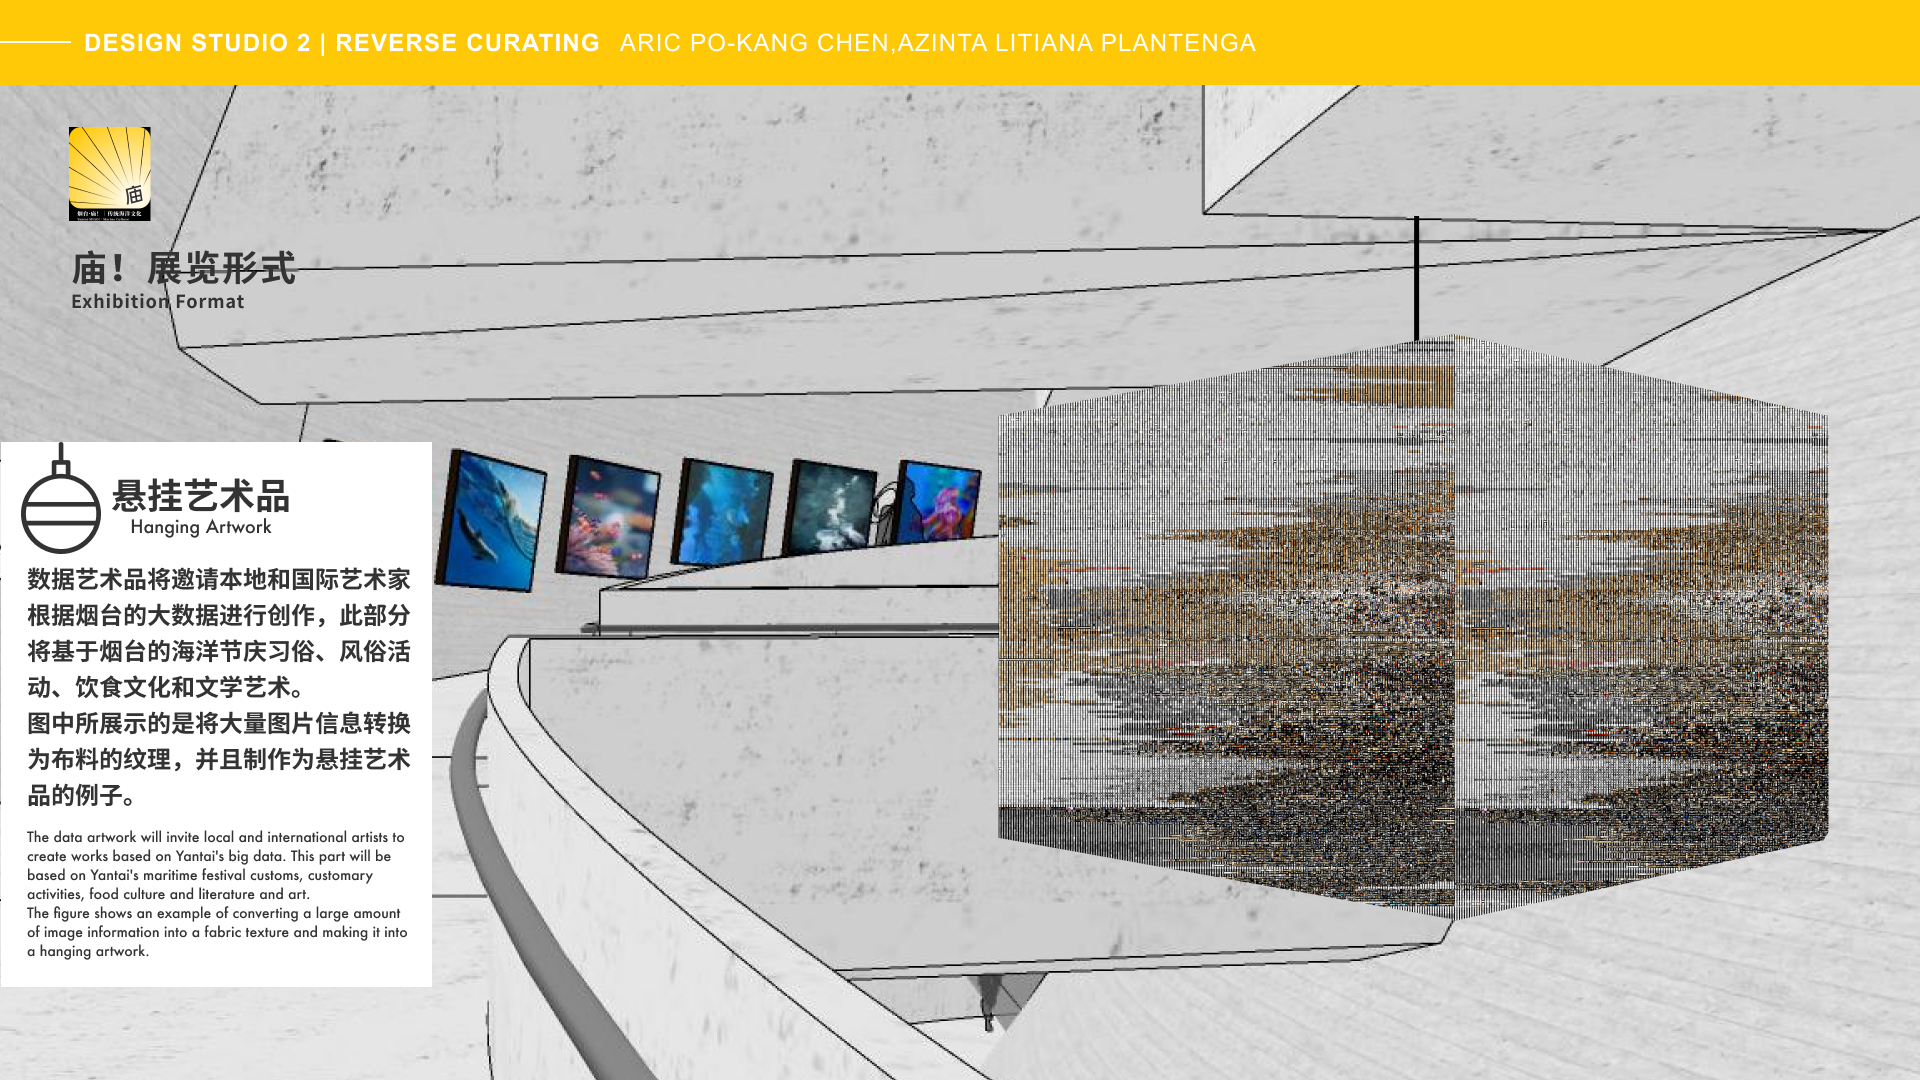 DESIGN STUDIO 2 | REVERSE CURATING ARIC PO-KANG CHEN,AZINTA LITIANA PLANTENGA
庙
烟台·庙！｜传统海洋文化
庙！展览形式
Exhibition Format
悬挂艺术品
Hanging Artwork
数据艺术品将邀请本地和国际艺术家
根据烟台的大数据进行创作，此部分
将基于烟台的海洋节庆习俗、风俗活
动、饮食文化和文学艺术。
图中所展示的是将大量图片信息转换
为布料的纹理，并且制作为悬挂艺术
品的例子。
The data artwork will invite local and international artists to
create works based on Yantai's big data. This part will be
based on Yantai's maritime festival customs, customary
activities, food culture and literature and art.
The figure shows an example of converting a large amount
of image information into a fabric texture and making it into
a hanging artwork.